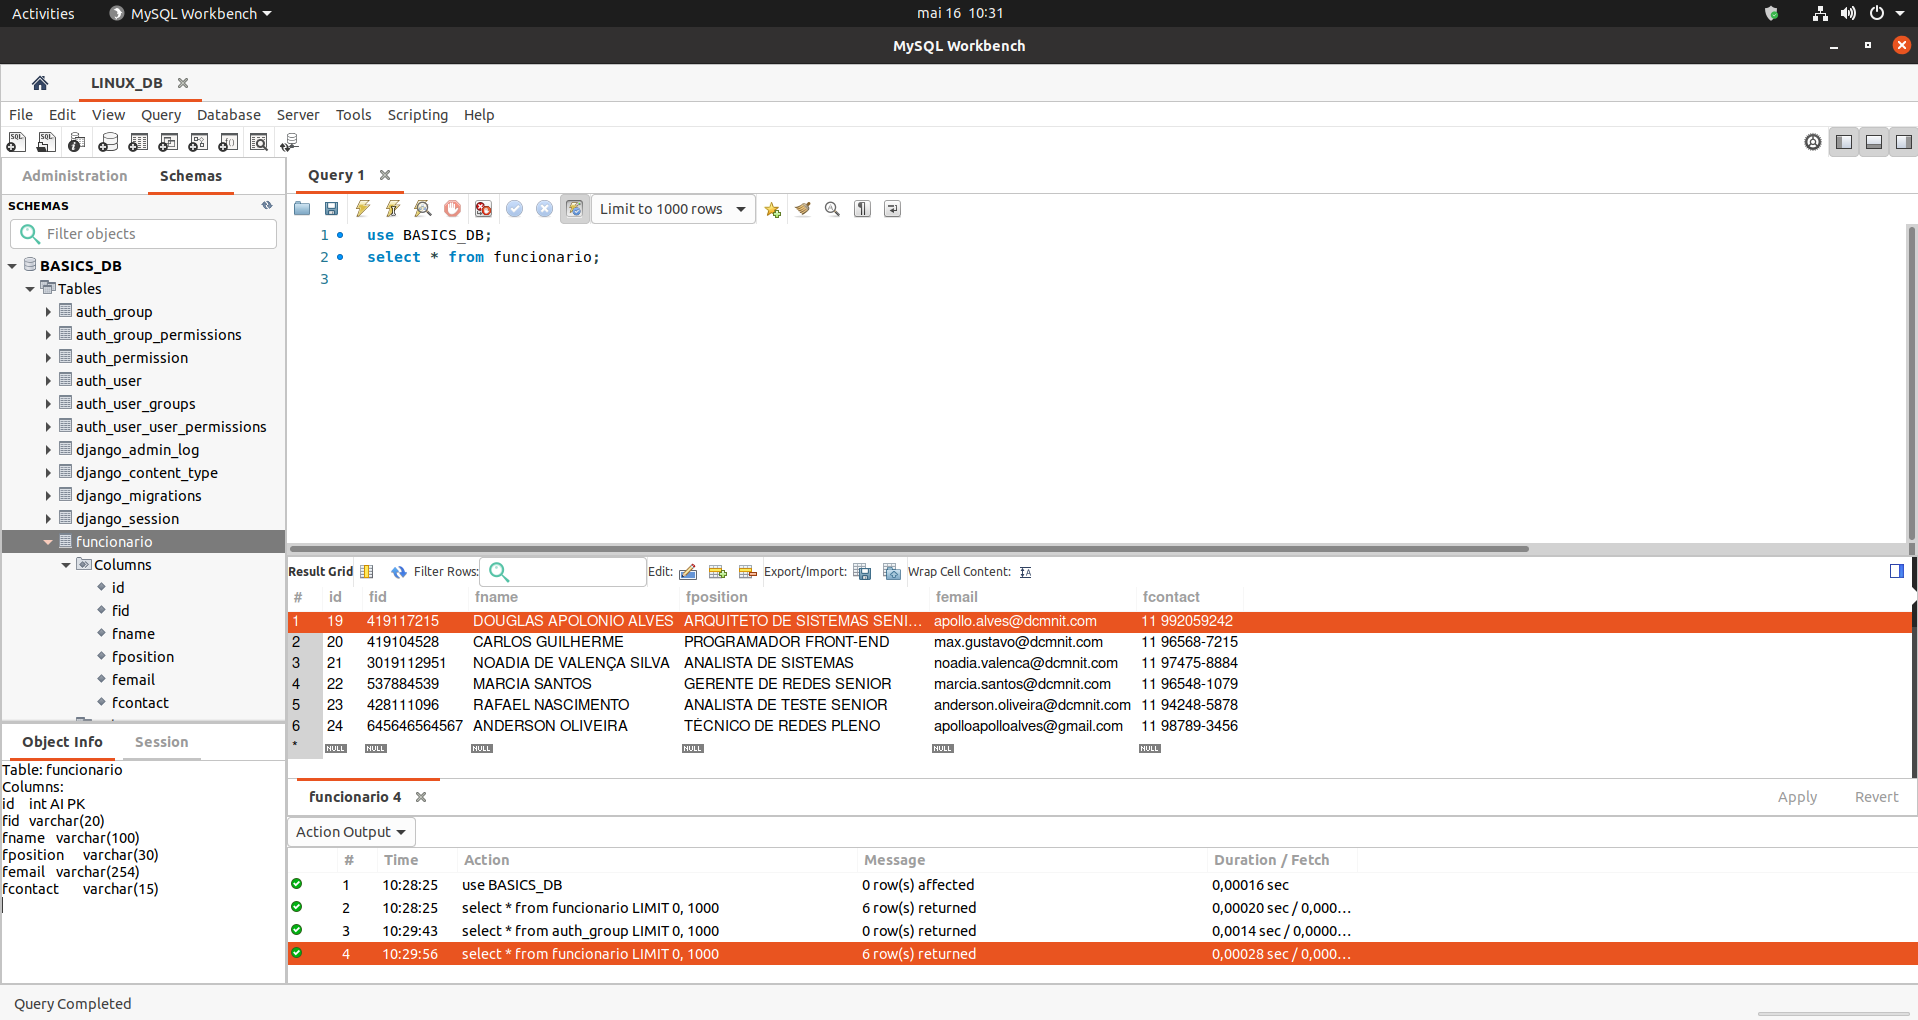 Activities MySQL Workbench mai 16 10:31
MySQL Workbench
LINUX_DB
File Edit View Query Database Server Tools Scripting Help
Administration Schemas
Query 1
SCHEMAS
Limit to 1000 rows
Filter objects
1 use BASICS_DB;
2 select * from funcionario;
3
BASICS_DB
Tables
auth_group
auth_group_permissions
auth_permission
auth_user
auth_user_groups
auth_user_user_permissions
django_admin_log
django_content_type
django_migrations
django_session
funcionario
Columns
id
fid
fname
fposition
femail
fcontact
Result Grid Filter Rows: Edit: Export/Import: Wrap Cell Content:
# id fid fname fposition femail fcontact
1 19 419117215 DOUGLAS APOLONIO ALVES ARQUITETO DE SISTEMAS SENI... apollo.alves@dcmnit.com 11 992059242
2 20 419104528 CARLOS GUILHERME PROGRAMADOR FRONT-END max.gustavo@dcmnit.com 11 96568-7215
3 21 3019112951 NOADIA DE VALENÇA SILVA ANALISTA DE SISTEMAS noadia.valenca@dcmnit.com 11 97475-8884
4 22 537884539 MARCIA SANTOS GERENTE DE REDES SENIOR marcia.santos@dcmnit.com 11 96548-1079
5 23 428111096 RAFAEL NASCIMENTO ANALISTA DE TESTE SENIOR anderson.oliveira@dcmnit.com 11 94248-5878
6 24 645646564567 ANDERSON OLIVEIRA TÉCNICO DE REDES PLENO apolloapolloalves@gmail.com 11 98789-3456
* NULL NULL NULL NULL NULL NULL
funcionario 4 Apply Revert
Object Info Session
Table: funcionario
Columns:
id int AI PK
fid varchar(20)
fname varchar(100)
fposition varchar(30)
femail varchar(254)
fcontact varchar(15)
Action Output
# Time Action Message Duration / Fetch
1 10:28:25 use BASICS_DB 0 row(s) affected 0,00016 sec
2 10:28:25 select * from funcionario LIMIT 0, 1000 6 row(s) returned 0,00020 sec / 0,000...
3 10:29:43 select * from auth_group LIMIT 0, 1000 0 row(s) returned 0,0014 sec / 0,0000...
4 10:29:56 select * from funcionario LIMIT 0, 1000 6 row(s) returned 0,00028 sec / 0,000...
Query Completed